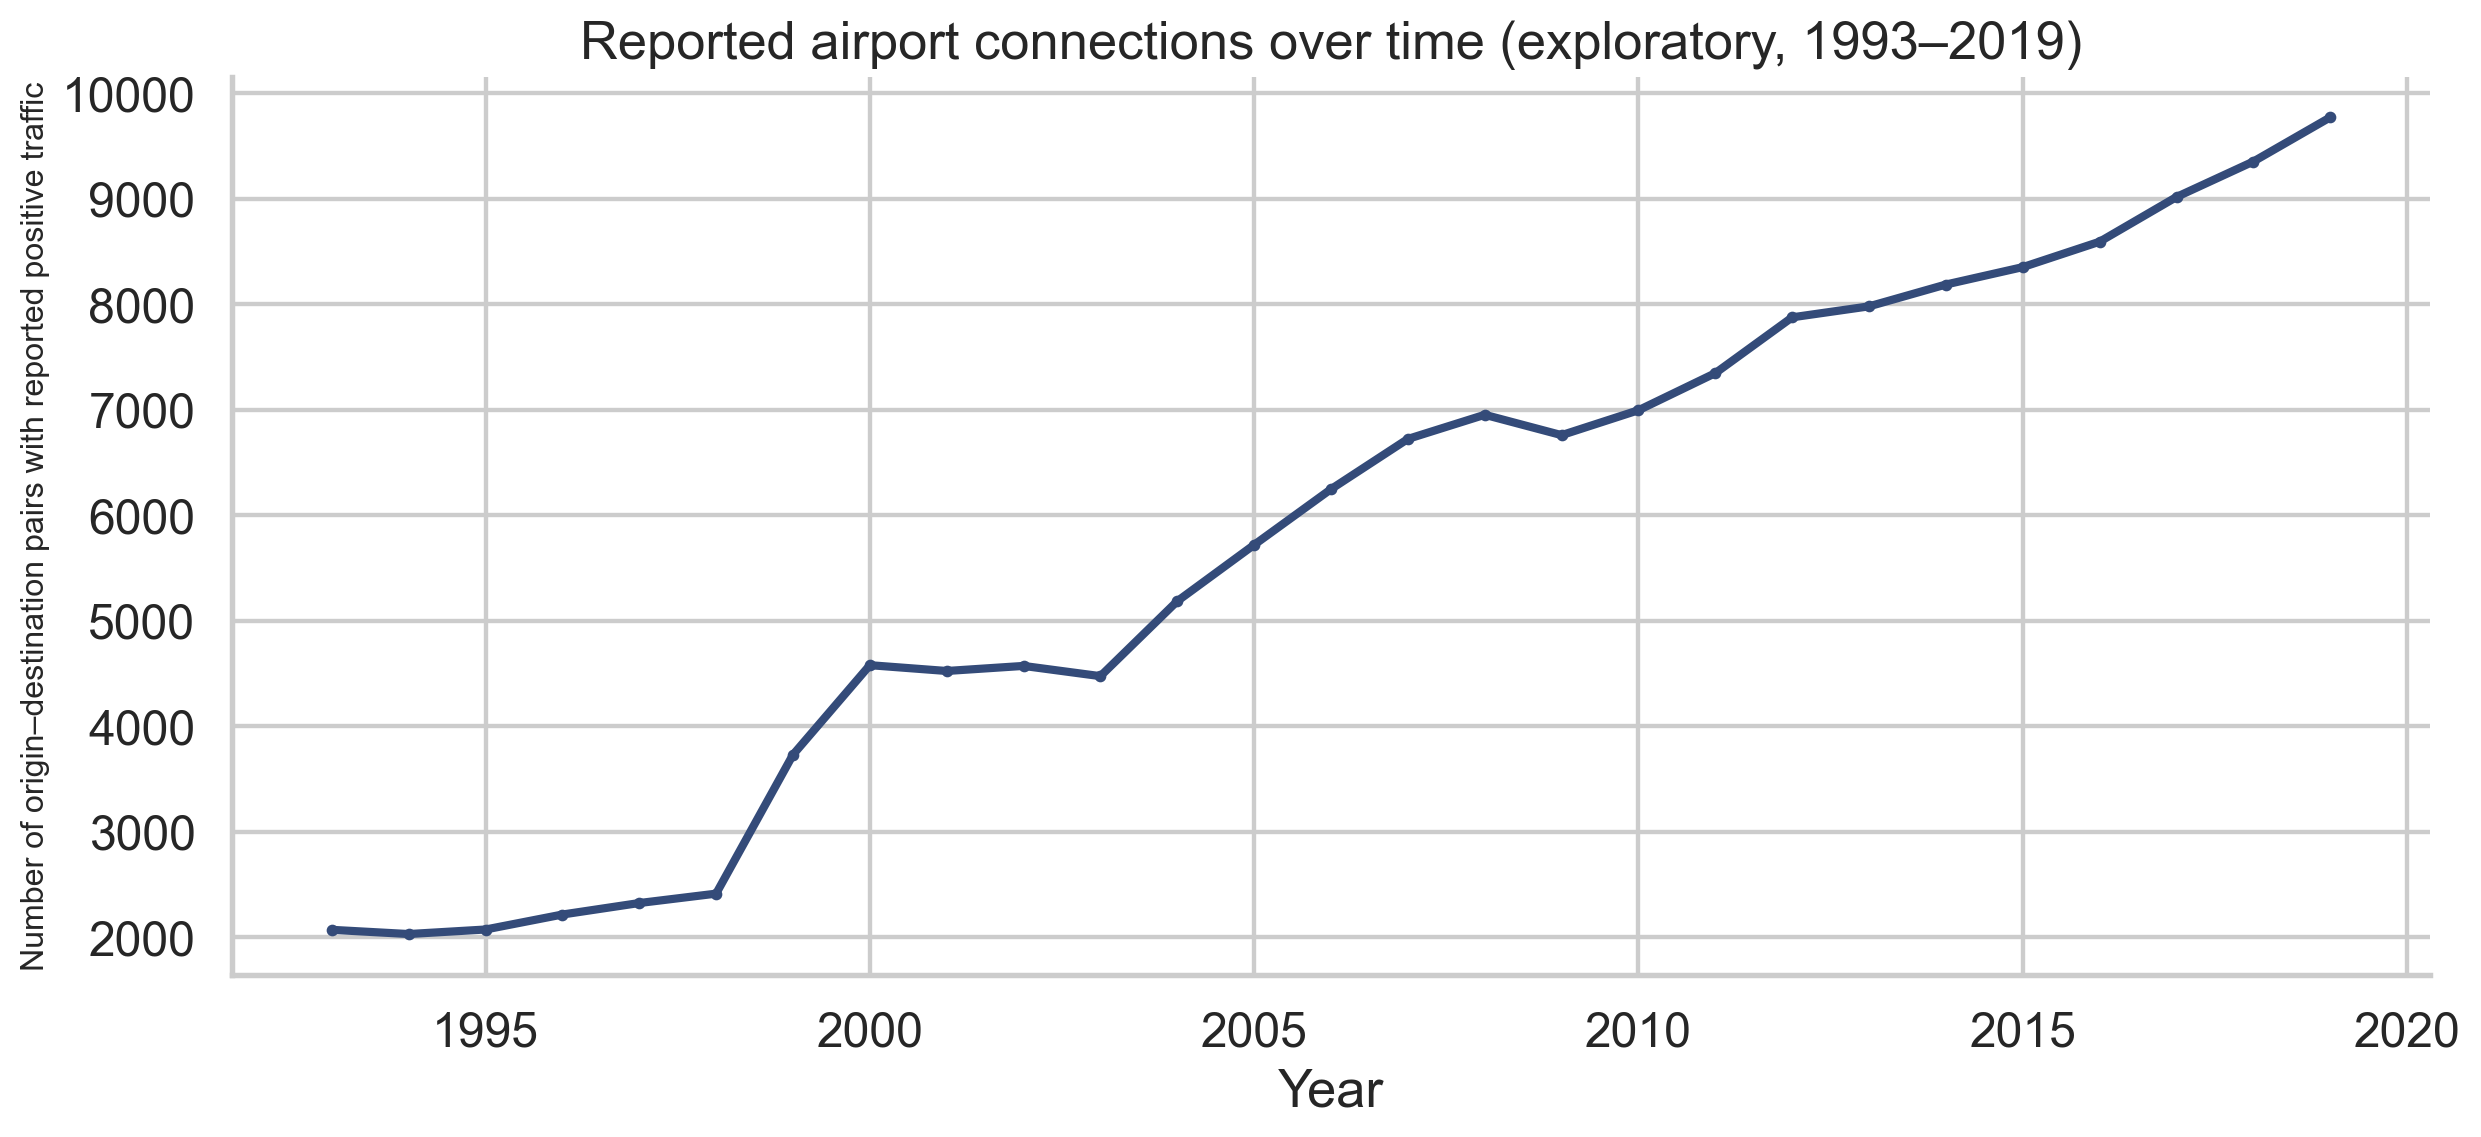 Reported airport connections over time (exploratory, 1993–2019)
Number of origin–destination pairs with reported positive traffic
10000
9000
8000
7000
6000
5000
4000
3000
2000
1995 2000 2005 2010 2015 2020
Year